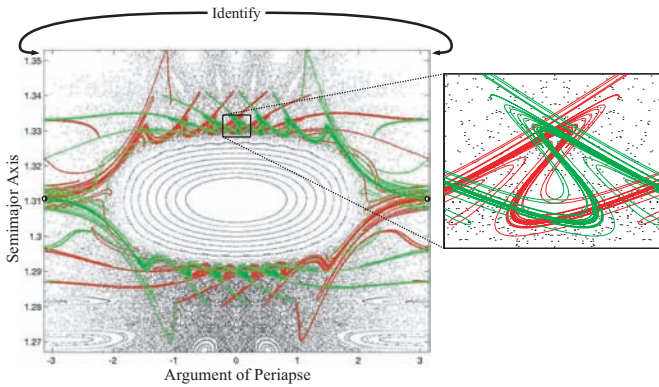 Identify
1.35
1.34
1.33
1.32
1.31
1.3
1.29
1.28
1.27
Semimajor Axis
-3 -2 -1 0 1 2 3
Argument of Periapse